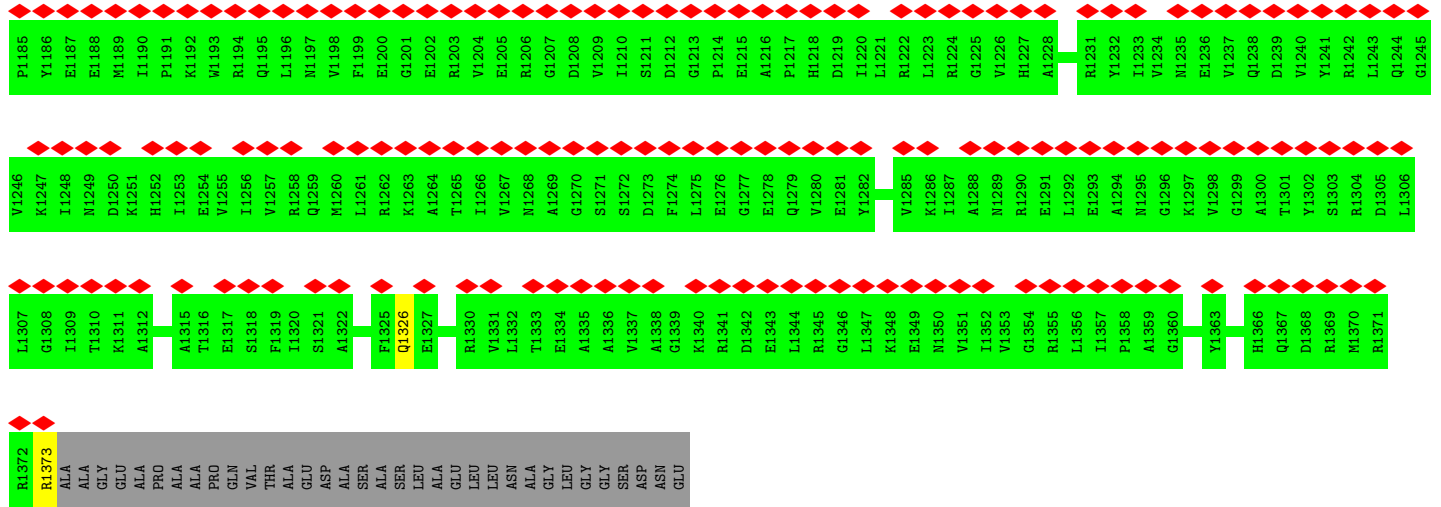 P1185 Y1186 E1187 E1188 M1189 I1190 P1191 K1192 W1193 R1194 Q1195 L1196 N1197 V1198 F1199 E1200 G1201 E1202 R1203 V1204 E1205 R1206 G1207 D1208 V1209 I1210 S1211 D1212 G1213 P1214 E1215 A1216 P1217 H1218 D1219 I1220 L1221 R1222 L1223 R1224 G1225 V1226 H1227 A1228 R1231 Y1232 I1233 V1234 N1235 E1236 V1237 Q1238 D1239 V1240 Y1241 R1242 L1243 Q1244 G1245
V1246 K1247 I1248 N1249 D1250 K1251 H1252 I1253 E1254 V1255 I1256 V1257 R1258 Q1259 M1260 L1261 R1262 K1263 A1264 T1265 I1266 V1267 N1268 A1269 G1270 S1271 S1272 D1273 F1274 L1275 E1276 G1277 E1278 Q1279 V1280 E1281 Y1282 V1285 K1286 I1287 A1288 N1289 R1290 E1291 L1292 E1293 A1294 N1295 G1296 K1297 V1298 G1299 A1300 T1301 Y1302 S1303 R1304 D1305 L1306
L1307 G1308 I1309 T1310 K1311 A1312 A1315 T1316 E1317 S1318 F1319 I1320 S1321 A1322 F1325 Q1326 E1327 R1330 V1331 L1332 T1333 E1334 A1335 A1336 V1337 A1338 G1339 K1340 R1341 D1342 E1343 L1344 R1345 G1346 L1347 K1348 E1349 N1350 V1351 I1352 V1353 G1354 R1355 L1356 I1357 P1358 A1359 G1360 Y1363 H1366 Q1367 D1368 R1369 M1370 R1371
R1372 R1373 ALA ALA GLY GLU ALA PRO ALA ALA PRO GLN VAL THR ALA GLU ASP ALA SER ALA SER LEU ALA GLU LEU LEU ASN ALA GLY LEU GLY GLY SER ASP ASN GLU